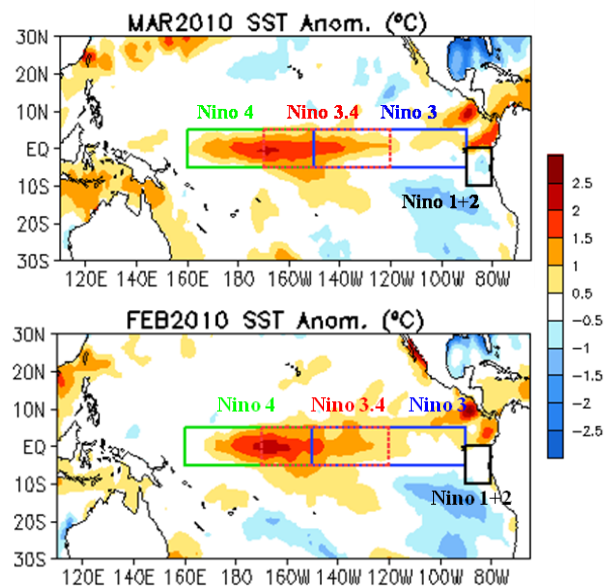 MAR2010 SST Anom. (ºC)
30N
20N
10N
EQ
10S
20S
30S
Nino 4
Nino 3.4
Nino 3
Nino 1+2
120E 140E 160E 180 160W 140W 120W 100W 80W
FEB2010 SST Anom. (ºC)
30N
20N
10N
EQ
10S
20S
30S
Nino 4
Nino 3.4
Nino 3
Nino 1+2
120E 140E 160E 180 160W 140W 120W 100W 80W
2.5
2
1.5
1
0.5
-0.5
-1
-1.5
-2
-2.5